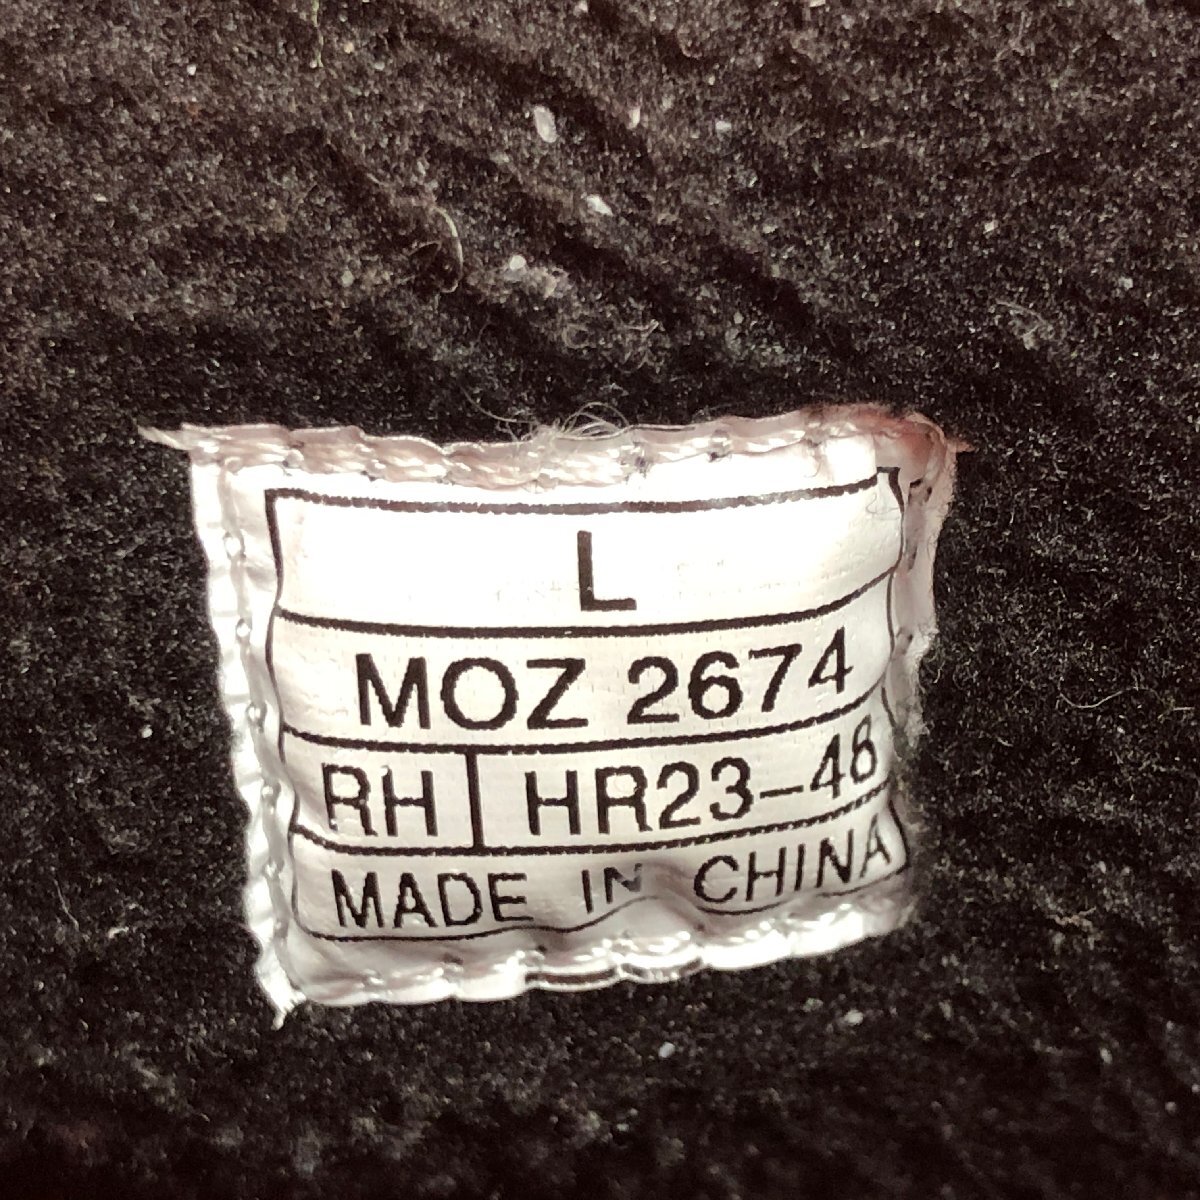 L
MOZ 2674
RH HR23-48
MADE IN CHINA